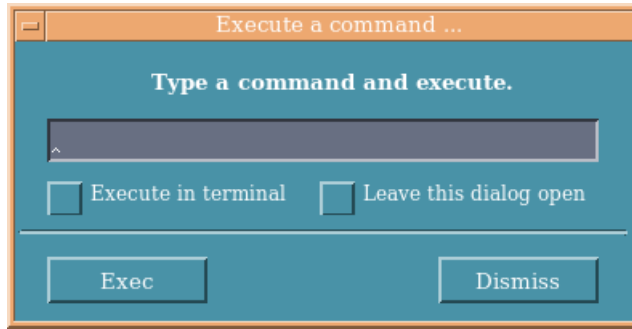 Execute a command ...
Type a command and execute.
Execute in terminal Leave this dialog open
Exec Dismiss